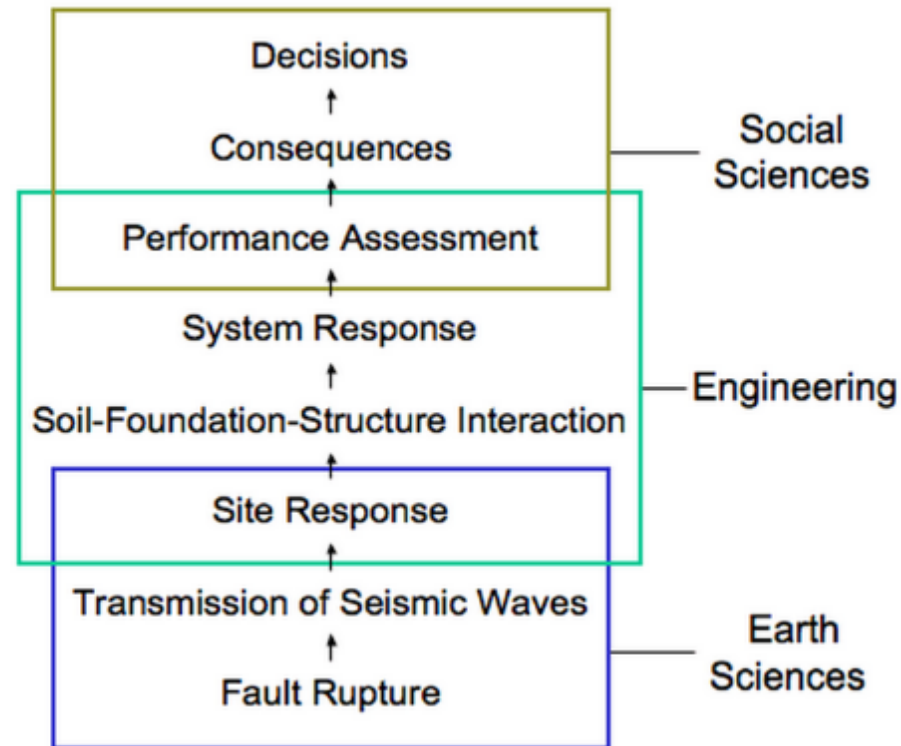 Decisions
Consequences
Social
Sciences
Performance Assessment
System Response
Engineering
Soil-Foundation-Structure Interaction
Site Response
Transmission of Seismic Waves
Earth
Sciences
Fault Rupture